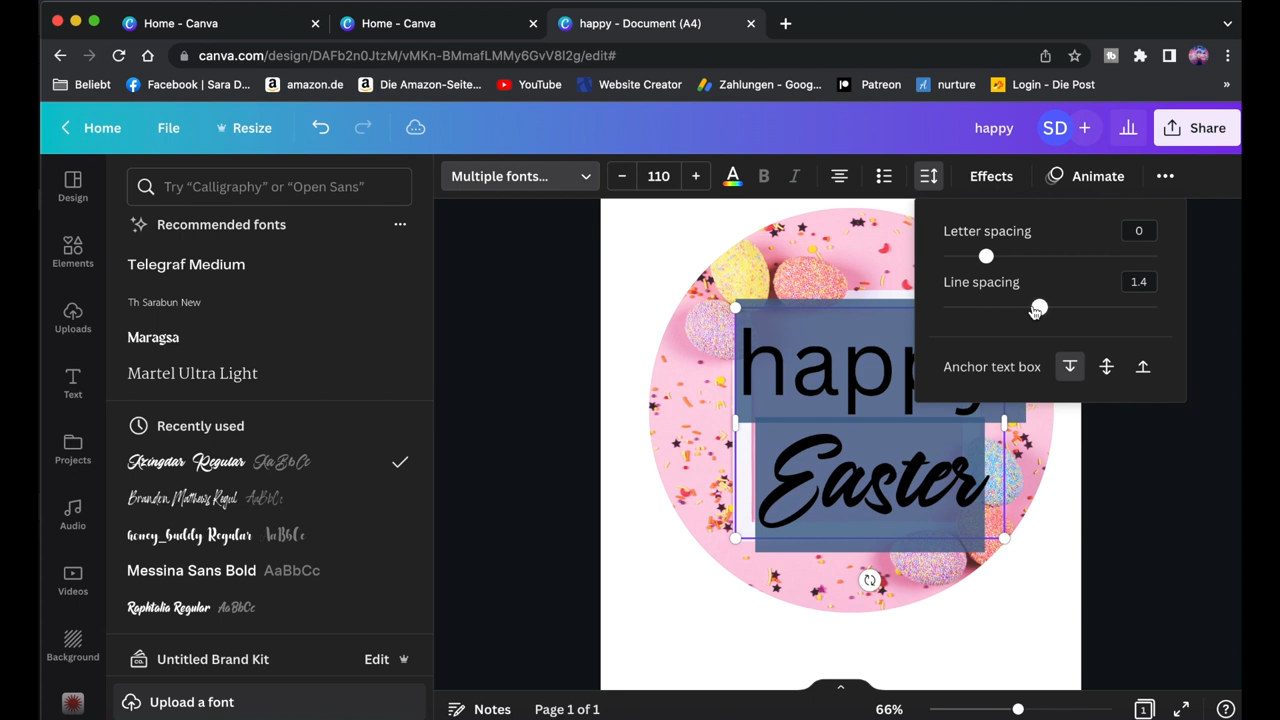 Home - Canva
Home - Canva
happy - Document (A4)
canva.com/design/DAFb2n0JtzM/vMKn-BMmafLMMy6GvV8I2g/edit#
Beliebt
Facebook | Sara D...
amazon.de
Die Amazon-Seite...
YouTube
Website Creator
Zahlungen - Goog...
Patreon
nurture
Login - Die Post
»
Home
File
Resize
happy
SD
Share
Design
Elements
Uploads
Text
Projects
Audio
Videos
Background
Try “Calligraphy” or “Open Sans”
Recommended fonts
Telegraf Medium
Th Sarabun New
Maragsa
Martel Ultra Light
Recently used
Skzingdar Regular AaBbCc
Brandon Matthews Regul AaBbCc
honey_buddy Regular AaBbCc
Messina Sans Bold AaBbCc
Raphtalia Regular AaBbCc
Untitled Brand Kit
Edit
Upload a font
Multiple fonts...
– 110 +
A
B
I
Effects
Animate
Letter spacing 0
Line spacing 1.4
Anchor text box
happy
Easter
Notes
Page 1 of 1
66%
1